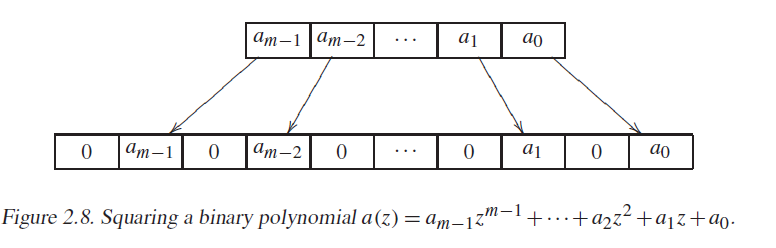 a_{m−1} a_{m−2} ··· a_1 a_0
0 a_{m−1} 0 a_{m−2} 0 ··· 0 a_1 0 a_0
Figure 2.8. Squaring a binary polynomial a(z) = a_{m−1}z^{m−1} + ··· + a_2z^2 + a_1z + a_0.